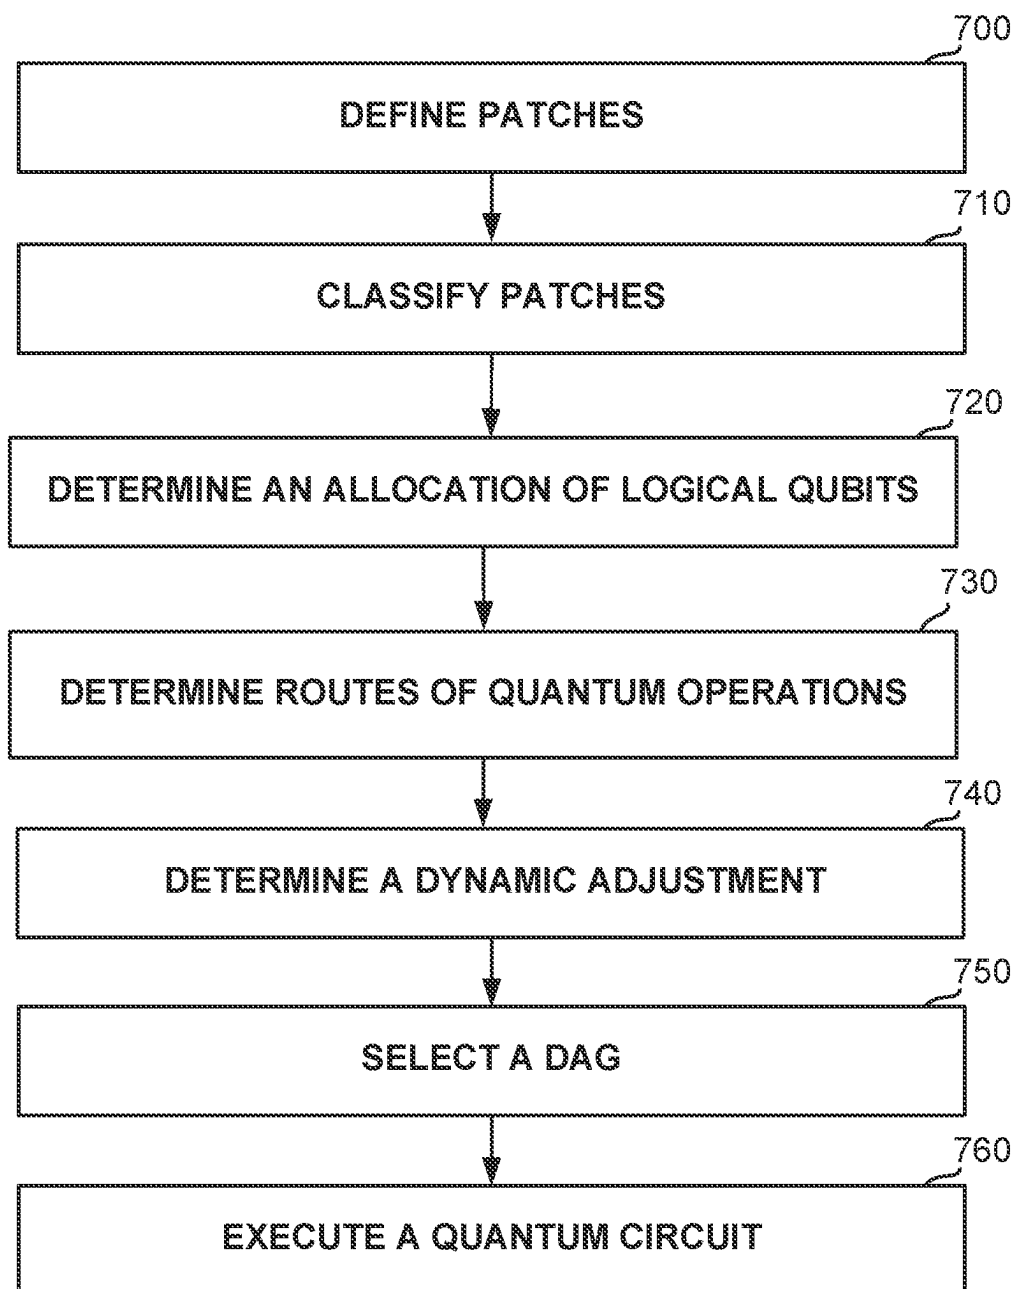 700
DEFINE PATCHES
710
CLASSIFY PATCHES
720
DETERMINE AN ALLOCATION OF LOGICAL QUBITS
730
DETERMINE ROUTES OF QUANTUM OPERATIONS
740
DETERMINE A DYNAMIC ADJUSTMENT
750
SELECT A DAG
760
EXECUTE A QUANTUM CIRCUIT